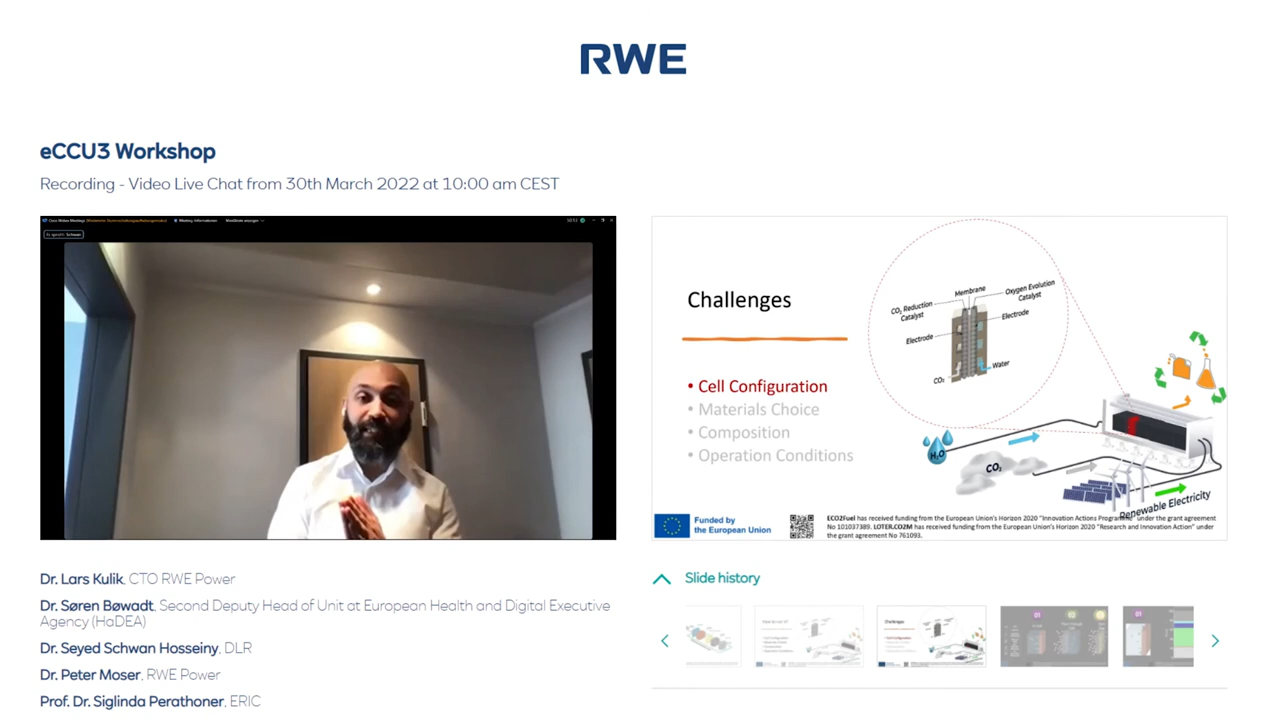 RWE
eCCU3 Workshop
Recording - Video Live Chat from 30th March 2022 at 10:00 am CEST
Es spricht: Schwan
Challenges
• Cell Configuration
• Materials Choice
• Composition
• Operation Conditions
Membrane
CO₂ Reduction
Catalyst
Oxygen Evolution
Catalyst
Electrode
Electrode
Water
CO₂
H₂O
CO₂
Renewable Electricity
Funded by
the European Union
ECO2Fuel has received funding from the European Union's Horizon 2020 "Innovation Actions Programme" under the grant agreement
No 101037389. LOTER.CO2M has received funding from the European Union's Horizon 2020 "Research and Innovation Action" under
the grant agreement No 761093.
Dr. Lars Kulik, CTO RWE Power
Dr. Søren Bøwadt, Second Deputy Head of Unit at European Health and Digital Executive
Agency (HaDEA)
Dr. Seyed Schwan Hosseiny, DLR
Dr. Peter Moser, RWE Power
Prof. Dr. Siglinda Perathoner, ERIC
Slide history